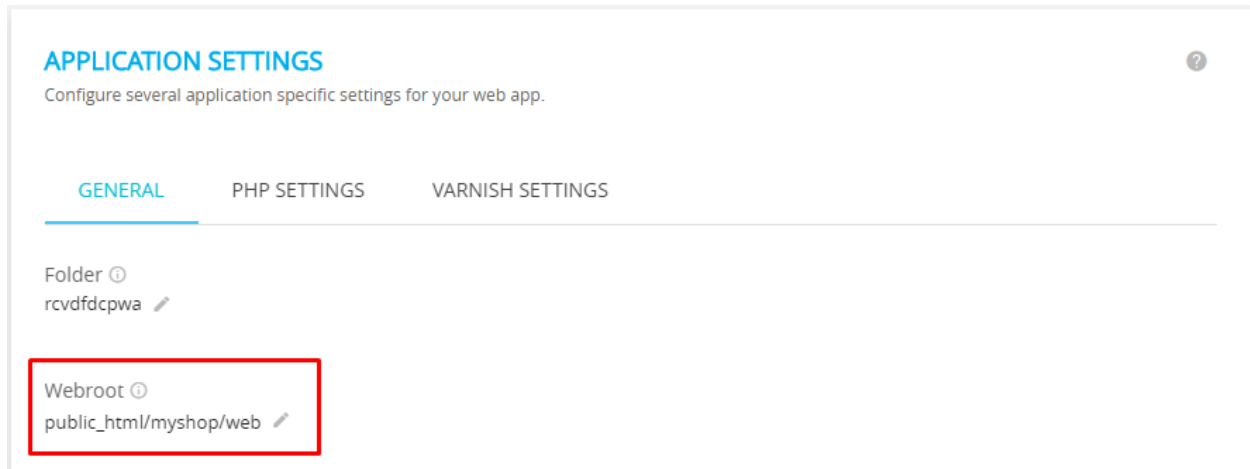 APPLICATION SETTINGS
Configure several application specific settings for your web app.
GENERAL PHP SETTINGS VARNISH SETTINGS
Folder
rcvdfdcpwa
Webroot
public_html/myshop/web